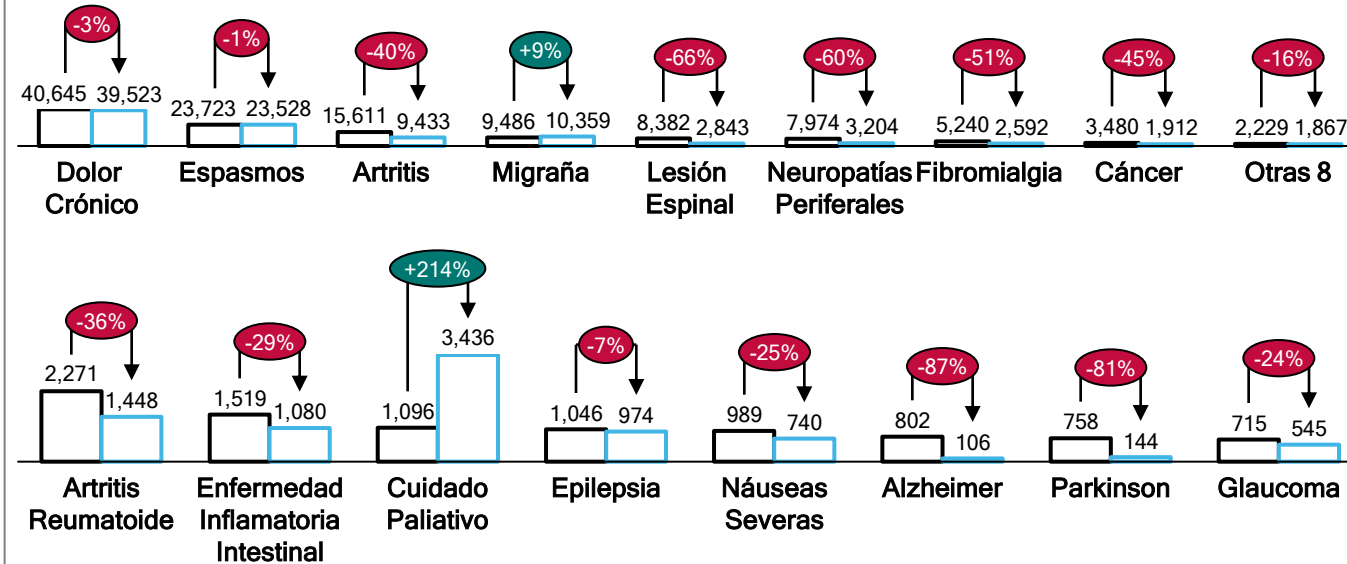 -3% -1% -40% +9% -66% -60% -51% -45% -16%
40,645 39,523 23,723 23,528 15,611 9,433 9,486 10,359 8,382 2,843 7,974 3,204 5,240 2,592 3,480 1,912 2,229 1,867
Dolor Espasmos Artritis Migraña Lesión Neuropatías Fibromialgia Cáncer Otras 8
Crónico Espinal Periferales
-36% -29% +214% -7% -25% -87% -81% -24%
2,271 1,448 1,519 1,080 1,096 3,436 1,046 974 989 740 802 106 758 144 715 545
Artritis Enfermedad Cuidado Epilepsia Náuseas Alzheimer Parkinson Glaucoma
Reumatoide Inflamatoria Paliativo Severas
Intestinal